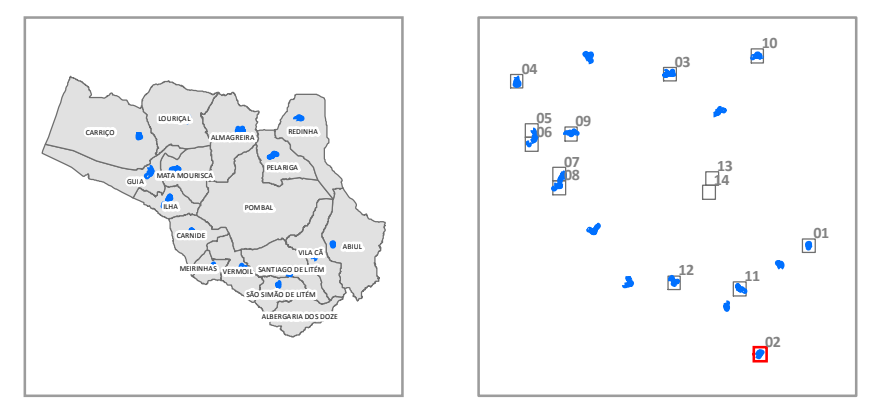 LOURIÇAL
CARRIÇO
ALMAGREIRA
REDINHA
PELARIGA
GUIA
MATA MOURISCA
ILHA
POMBAL
CARNIDE
VILA CÃ
ABIUL
MEIRINHAS
VERMOIL
SANTIAGO DE LITÉM
SÃO SIMÃO DE LITÉM
ALBERGARIA DOS DOZE
10
03
04
05
09
06
07
13
08
14
01
12
11
02